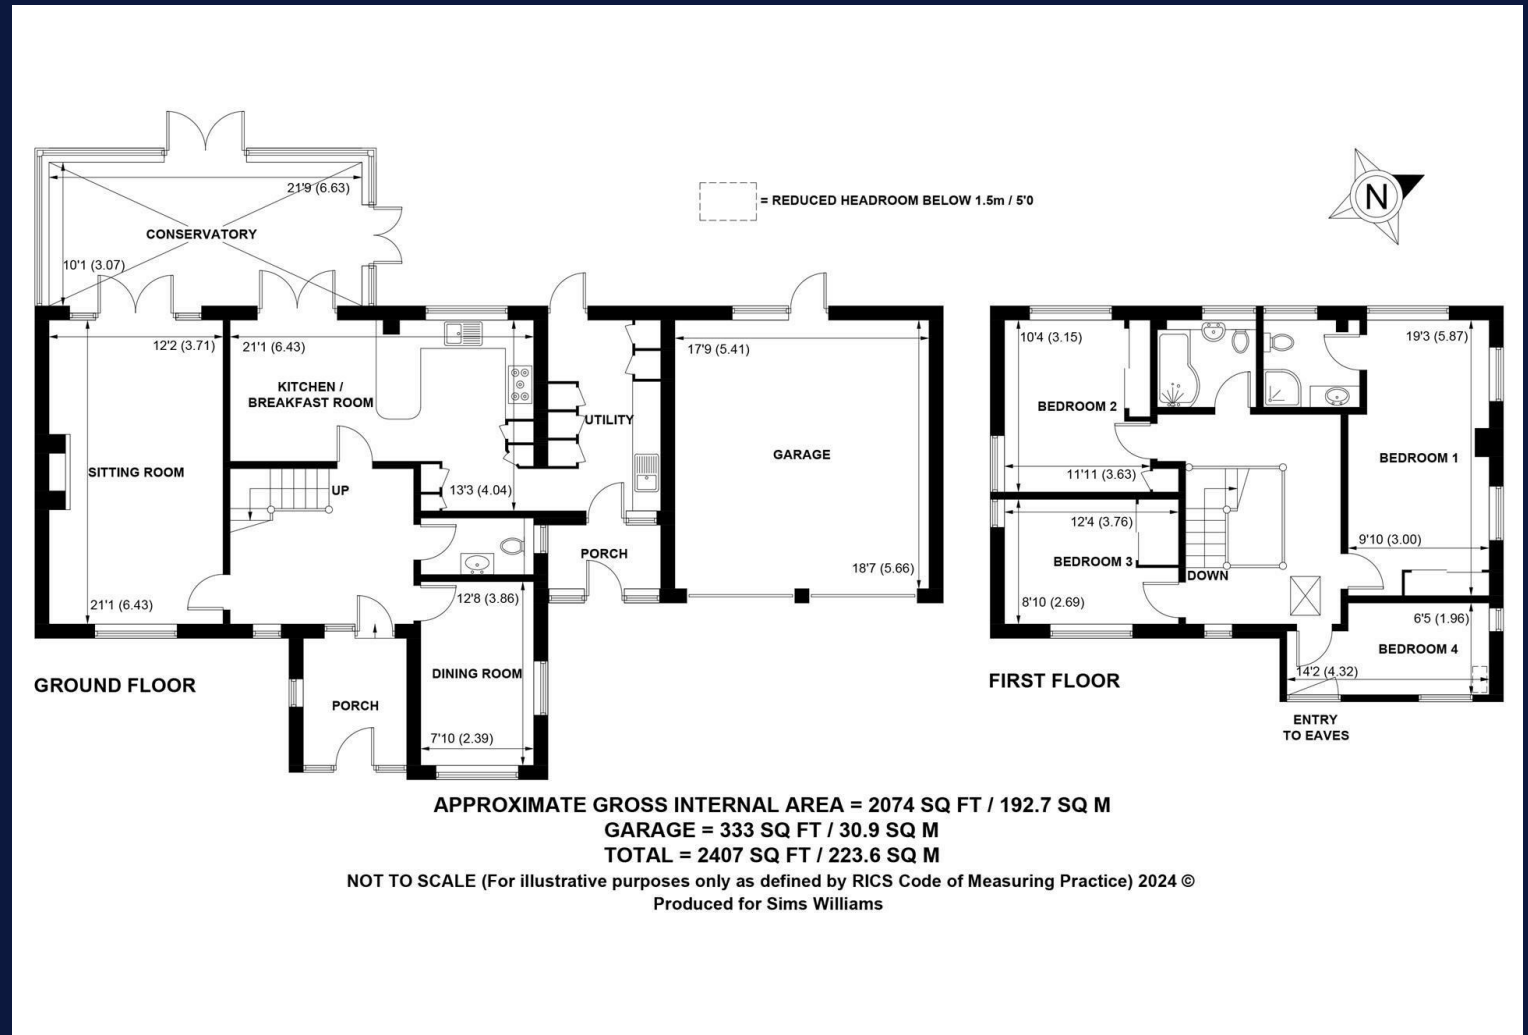 21'9 (6.63)
CONSERVATORY
10'1 (3.07)
= REDUCED HEADROOM BELOW 1.5m / 5'0
N
12'2 (3.71)
SITTING ROOM
21'1 (6.43)
21'1 (6.43)
KITCHEN /
BREAKFAST ROOM
13'3 (4.04)
UP
UTILITY
PORCH
17'9 (5.41)
GARAGE
18'7 (5.66)
12'8 (3.86)
DINING ROOM
7'10 (2.39)
PORCH
GROUND FLOOR
10'4 (3.15)
BEDROOM 2
11'11 (3.63)
12'4 (3.76)
BEDROOM 3
8'10 (2.69)
DOWN
19'3 (5.87)
BEDROOM 1
9'10 (3.00)
6'5 (1.96)
BEDROOM 4
14'2 (4.32)
ENTRY
TO EAVES
FIRST FLOOR
APPROXIMATE GROSS INTERNAL AREA = 2074 SQ FT / 192.7 SQ M
GARAGE = 333 SQ FT / 30.9 SQ M
TOTAL = 2407 SQ FT / 223.6 SQ M
NOT TO SCALE (For illustrative purposes only as defined by RICS Code of Measuring Practice) 2024 ©
Produced for Sims Williams